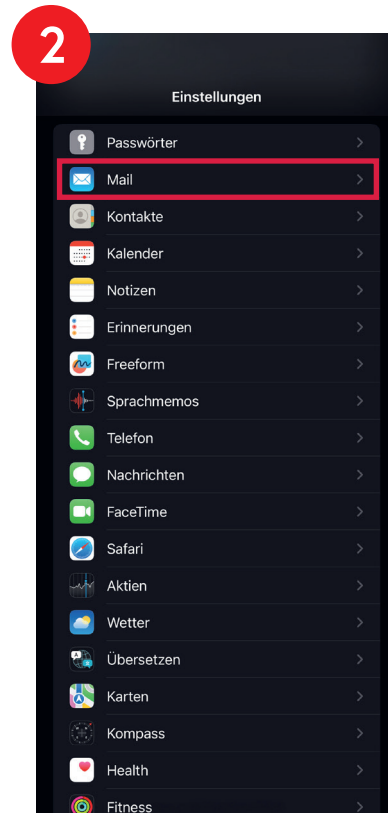 2
Einstellungen
Passwörter
Mail
Kontakte
Kalender
Notizen
Erinnerungen
Freeform
Sprachmemos
Telefon
Nachrichten
FaceTime
Safari
Aktien
Wetter
Übersetzen
Karten
Kompass
Health
Fitness